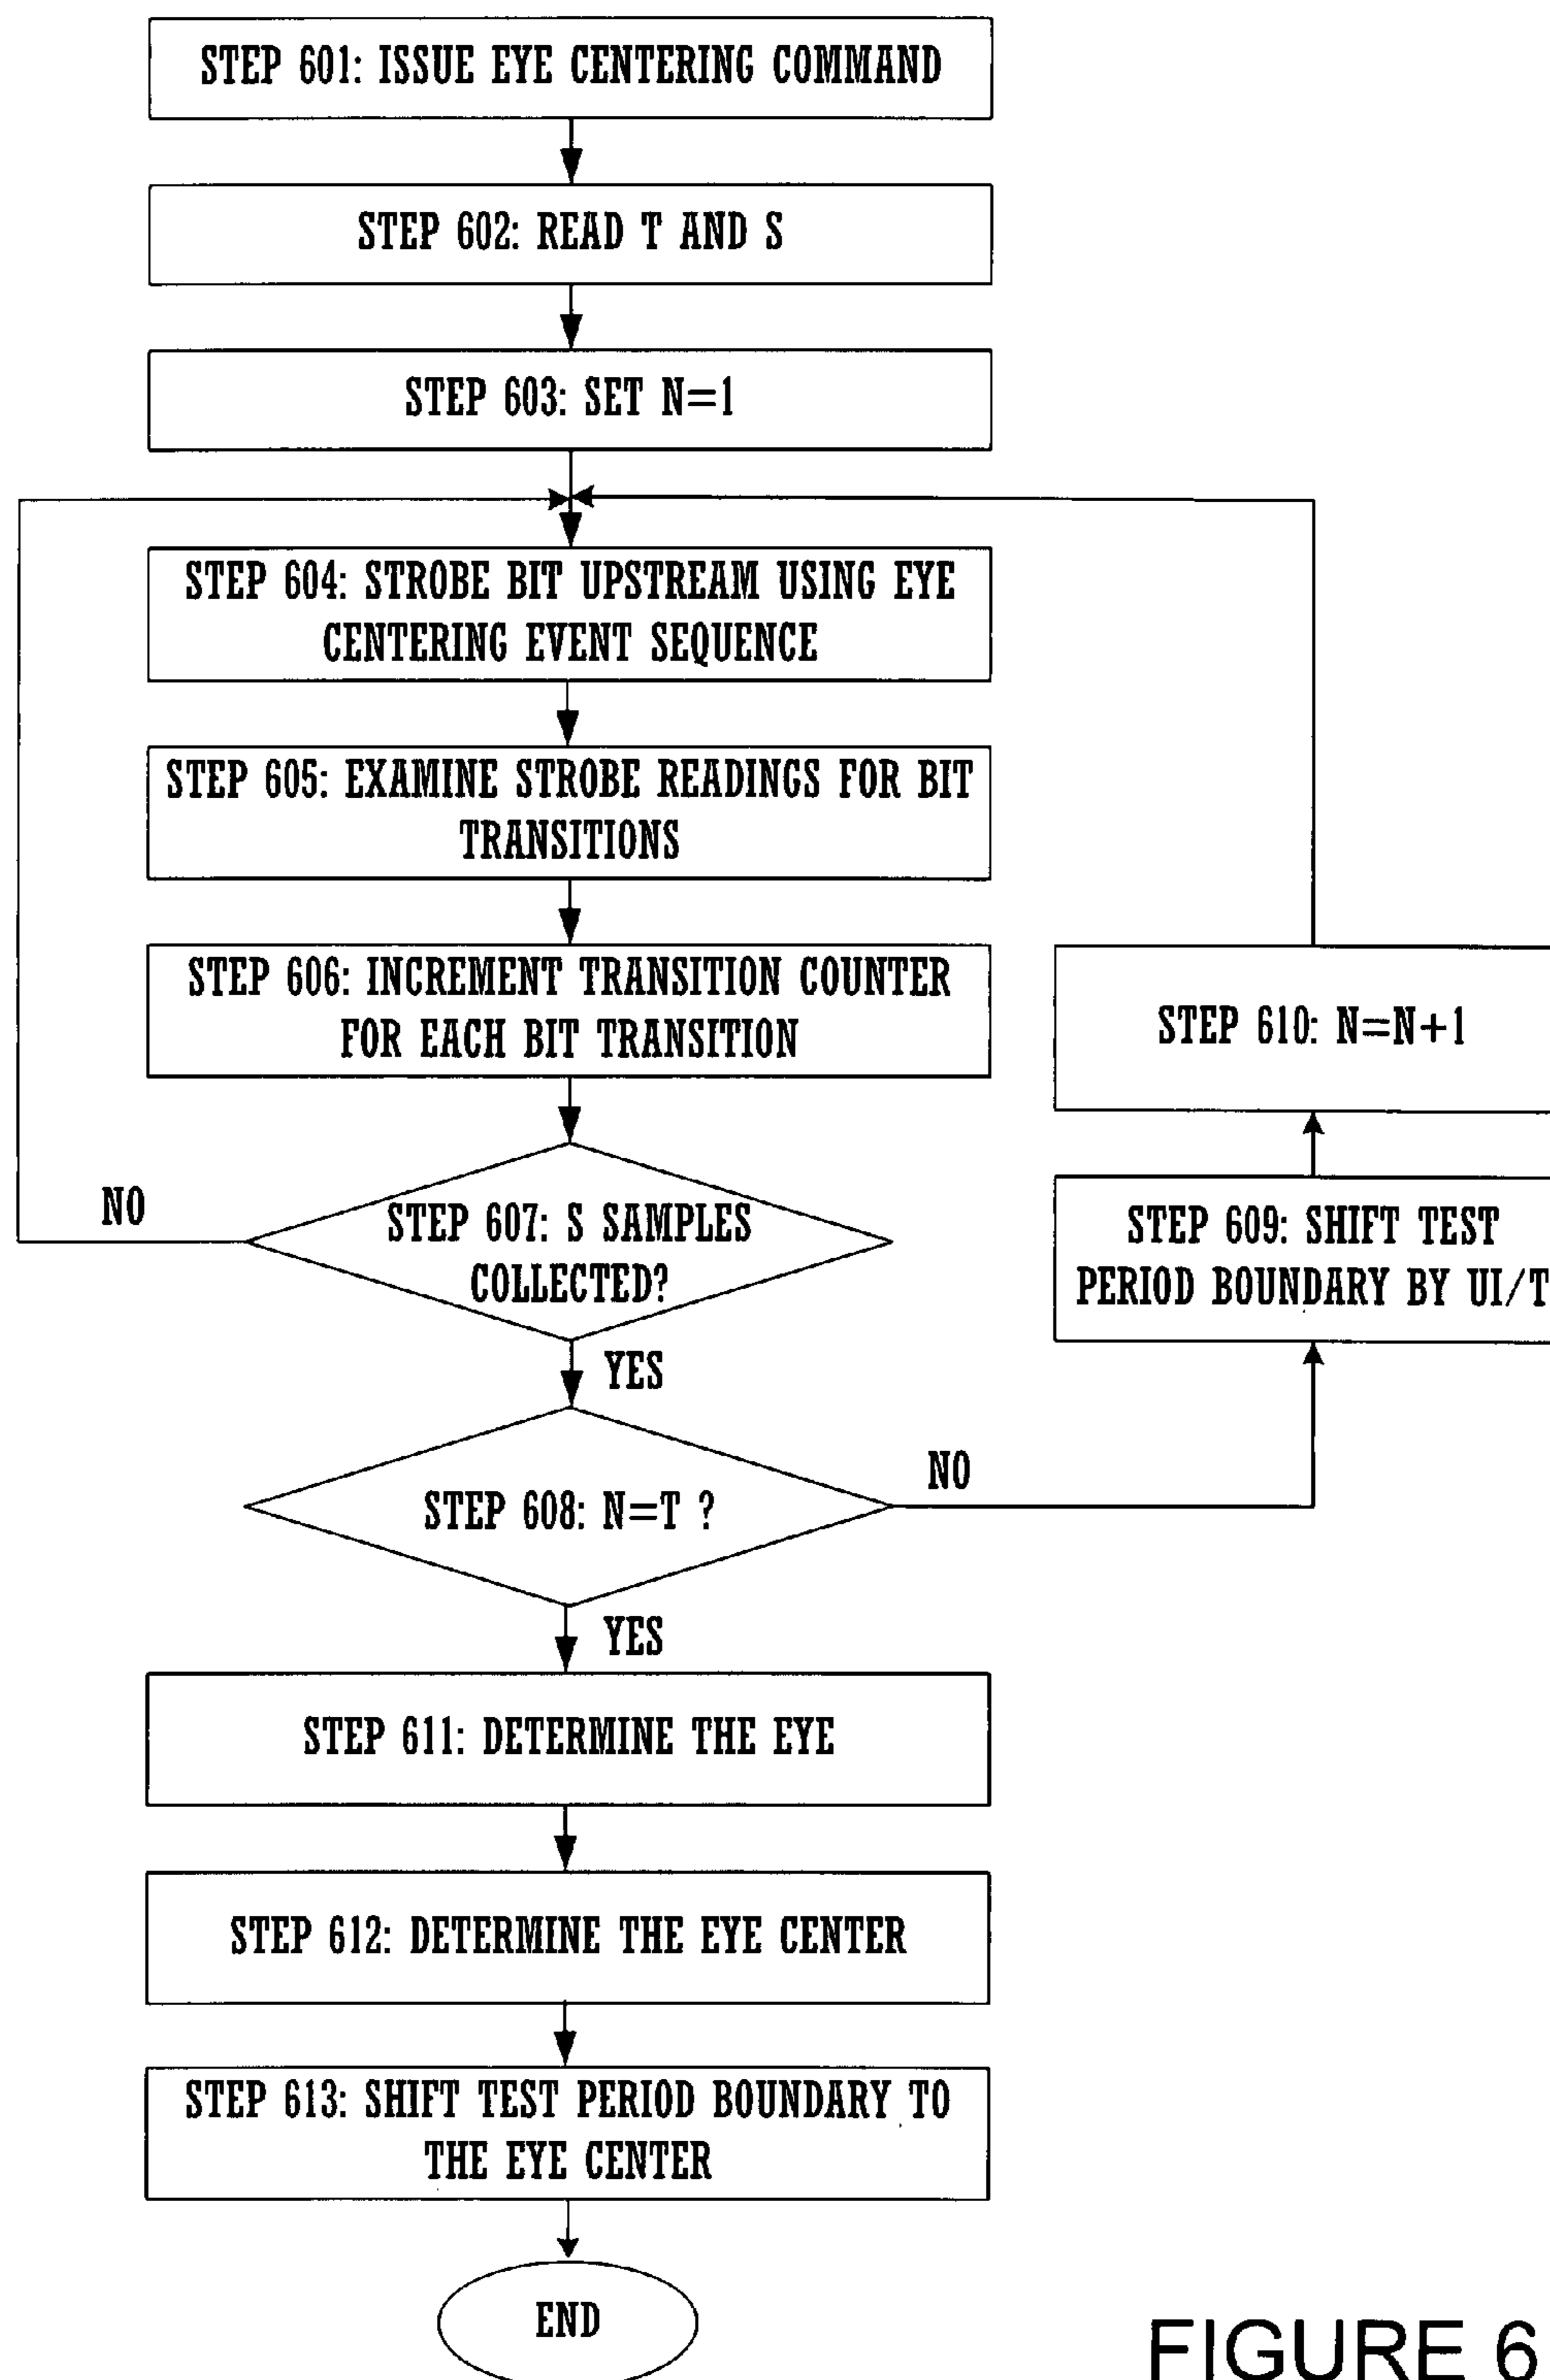 STEP 601: ISSUE EYE CENTERING COMMAND
STEP 602: READ T AND S
STEP 603: SET N=1
STEP 604: STROBE BIT UPSTREAM USING EYE
CENTERING EVENT SEQUENCE
STEP 605: EXAMINE STROBE READINGS FOR BIT
TRANSITIONS
STEP 606: INCREMENT TRANSITION COUNTER
FOR EACH BIT TRANSITION
STEP 607: S SAMPLES
COLLECTED?
NO
YES
STEP 608: N=T ?
NO
STEP 609: SHIFT TEST
PERIOD BOUNDARY BY UI/T
STEP 610: N=N+1
YES
STEP 611: DETERMINE THE EYE
STEP 612: DETERMINE THE EYE CENTER
STEP 613: SHIFT TEST PERIOD BOUNDARY TO
THE EYE CENTER
END
FIGURE 6